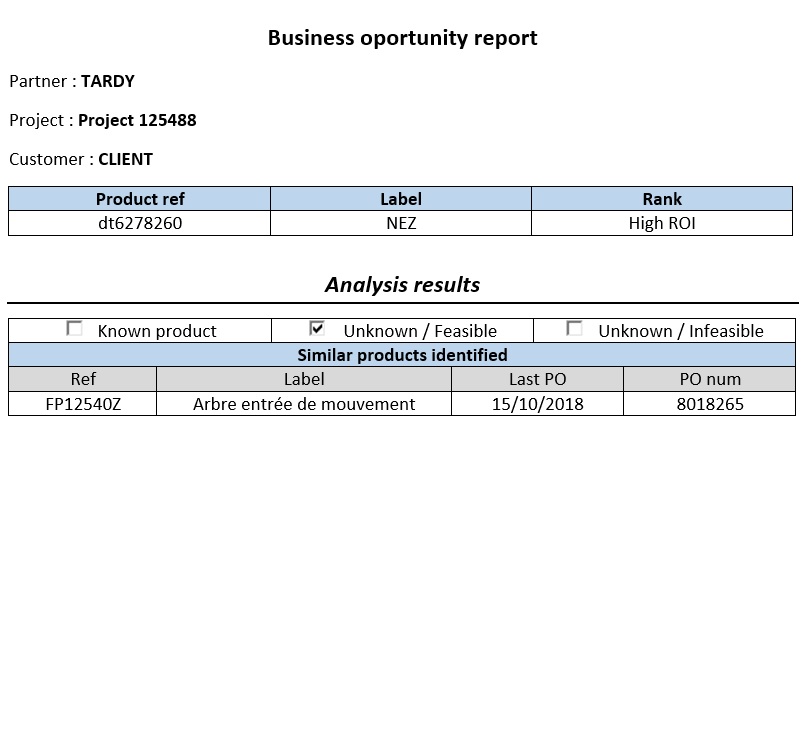 Business oportunity report
Partner : TARDY
Project : Project 125488
Customer : CLIENT
Product ref Label Rank
dt6278260 NEZ High ROI
Analysis results
Known product Unknown / Feasible Unknown / Infeasible
Similar products identified
Ref Label Last PO PO num
FP12540Z Arbre entrée de mouvement 15/10/2018 8018265